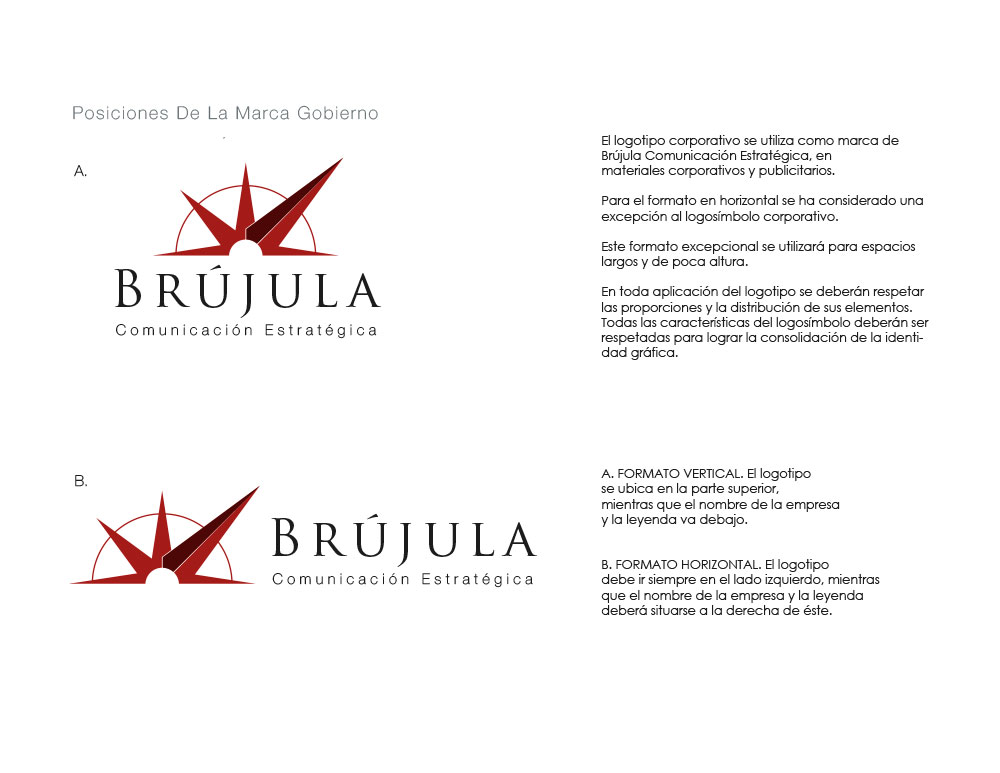 Posiciones De La Marca Gobierno
A.
BRÚJULA
Comunicación Estratégica
El logotipo corporativo se utiliza como marca de
Brújula Comunicación Estratégica, en
materiales corporativos y publicitarios.
Para el formato en horizontal se ha considerado una
excepción al logosímbolo corporativo.
Este formato excepcional se utilizará para espacios
largos y de poca altura.
En toda aplicación del logotipo se deberán respetar
las proporciones y la distribución de sus elementos.
Todas las características del logosímbolo deberán ser
respetadas para lograr la consolidación de la identi-
dad gráfica.
B.
BRÚJULA
Comunicación Estratégica
A. FORMATO VERTICAL. El logotipo
se ubica en la parte superior,
mientras que el nombre de la empresa
y la leyenda va debajo.
B. FORMATO HORIZONTAL. El logotipo
debe ir siempre en el lado izquierdo, mientras
que el nombre de la empresa y la leyenda
deberá situarse a la derecha de éste.